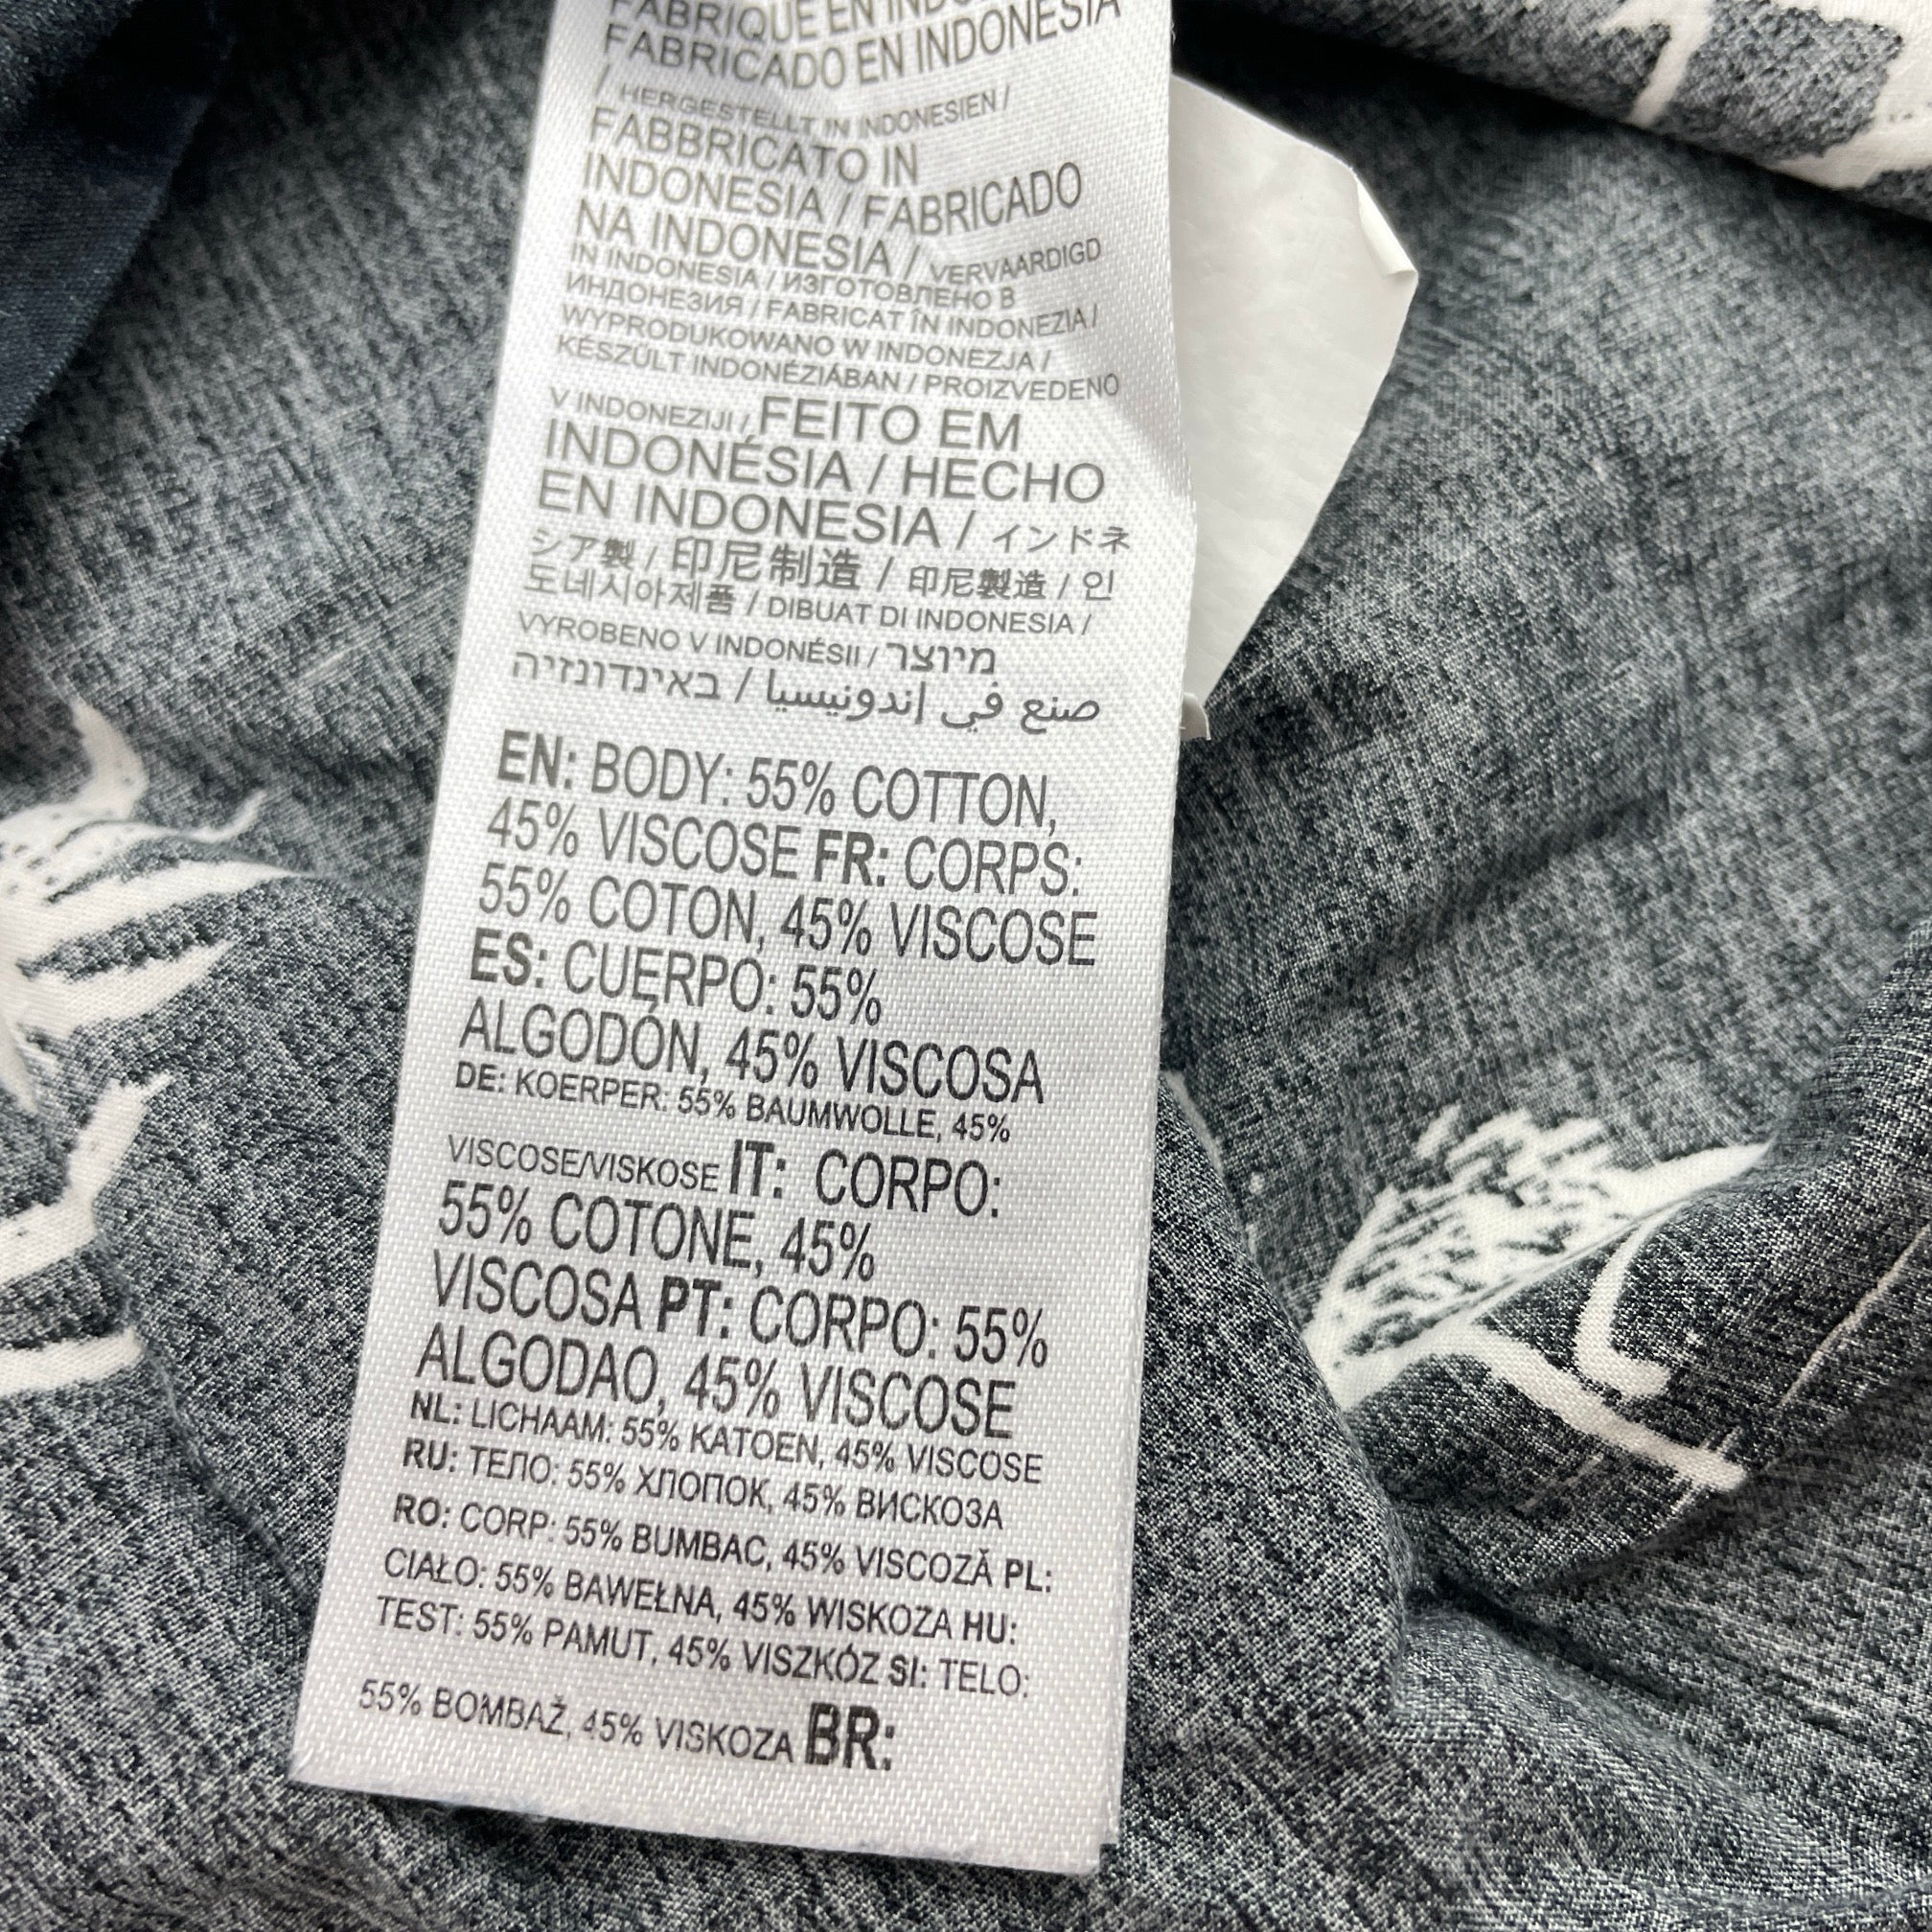 FABRIQUÉ EN
FABRICADO EN INDONESIA
/ HERGESTELLT IN INDONESIEN /
FABBRICATO IN
INDONESIA / FABRICADO
NA INDONESIA / VERVAARDIGD
IN INDONESIA / ИЗГОТОВЛЕНО В
ИНДОНЕЗИЯ / FABRICAT ÎN INDONEZIA /
WYPRODUKOWANO W INDONEZJA /
KÉSZÜLT INDONÉZIÁBAN / PROIZVEDENO
V INDONEZIJI / FEITO EM
INDONÉSIA / HECHO
EN INDONESIA / インドネ
シア製 / 印尼制造 / 印尼製造 / 인
도네시아제품 / DIBUAT DI INDONESIA /
VYROBENO V INDONÉSII / מיוצר
באינדונזיה / صنع في إندونيسيا
EN: BODY: 55% COTTON,
45% VISCOSE FR: CORPS:
55% COTON, 45% VISCOSE
ES: CUERPO: 55%
ALGODÓN, 45% VISCOSA
DE: KOERPER: 55% BAUMWOLLE, 45%
VISCOSE/VISKOSE IT: CORPO:
55% COTONE, 45%
VISCOSA PT: CORPO: 55%
ALGODAO, 45% VISCOSE
NL: LICHAAM: 55% KATOEN, 45% VISCOSE
RU: ТЕЛО: 55% ХЛОПОК, 45% ВИСКОЗА
RO: CORP: 55% BUMBAC, 45% VISCOZĂ PL:
CIAŁO: 55% BAWEŁNA, 45% WISKOZA HU:
TEST: 55% PAMUT, 45% VISZKÓZ SI: TELO:
55% BOMBAŽ, 45% VISKOZA BR: